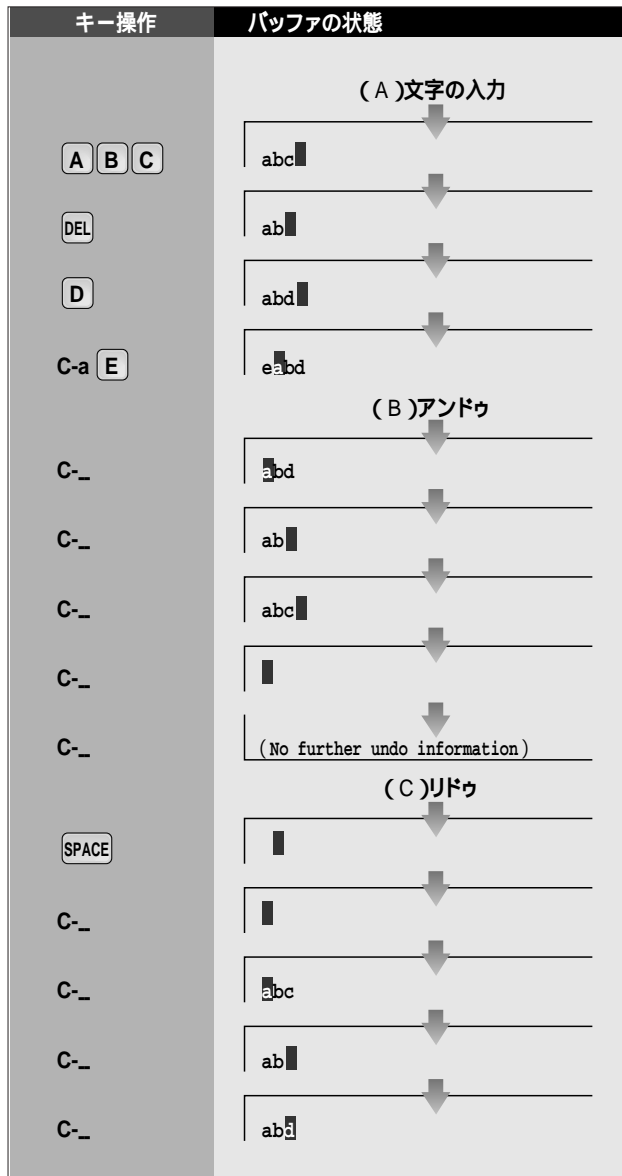 キー操作 バッファの状態
(A)文字の入力
A B C abc
DEL ab
D abd
C-a E eabd
(B)アンドゥ
C-_ abd
C-_ ab
C-_ abc
C-_
C-_ (No further undo information)
(C)リドゥ
SPACE
C-_
C-_ abc
C-_ ab
C-_ abd